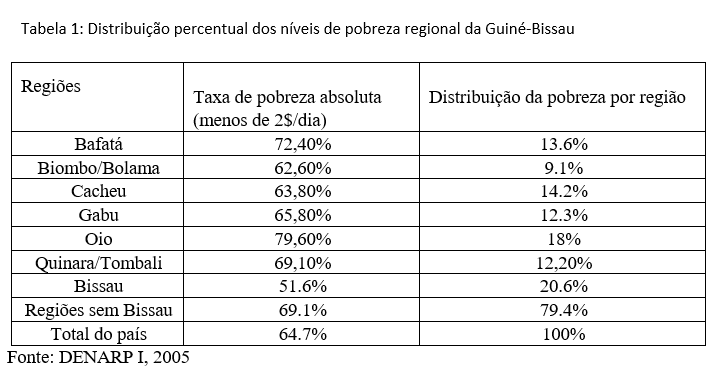 Tabela 1: Distribuição percentual dos níveis de pobreza regional da Guiné-Bissau
Regiões
Taxa de pobreza absoluta
(menos de 2$/dia)
Distribuição da pobreza por região
Bafatá 72,40% 13.6%
Biombo/Bolama 62,60% 9.1%
Cacheu 63,80% 14.2%
Gabu 65,80% 12.3%
Oio 79,60% 18%
Quinara/Tombali 69,10% 12,20%
Bissau 51.6% 20.6%
Regiões sem Bissau 69.1% 79.4%
Total do país 64.7% 100%
Fonte: DENARP I, 2005